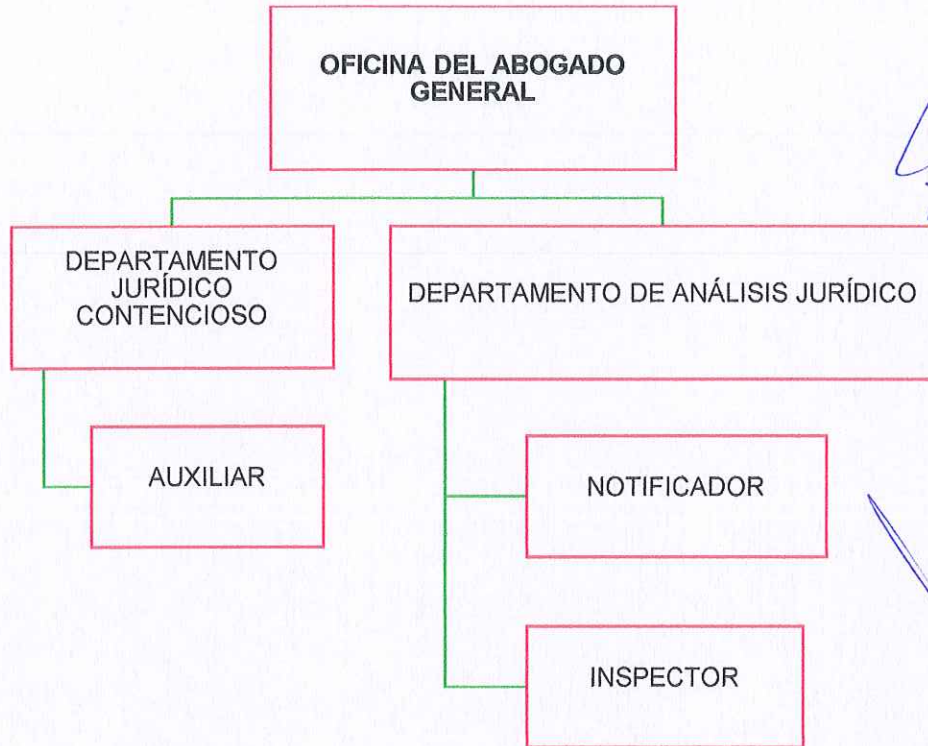 OFICINA DEL ABOGADO
GENERAL
DEPARTAMENTO
JURÍDICO
CONTENCIOSO
DEPARTAMENTO DE ANÁLISIS JURÍDICO
AUXILIAR
NOTIFICADOR
INSPECTOR